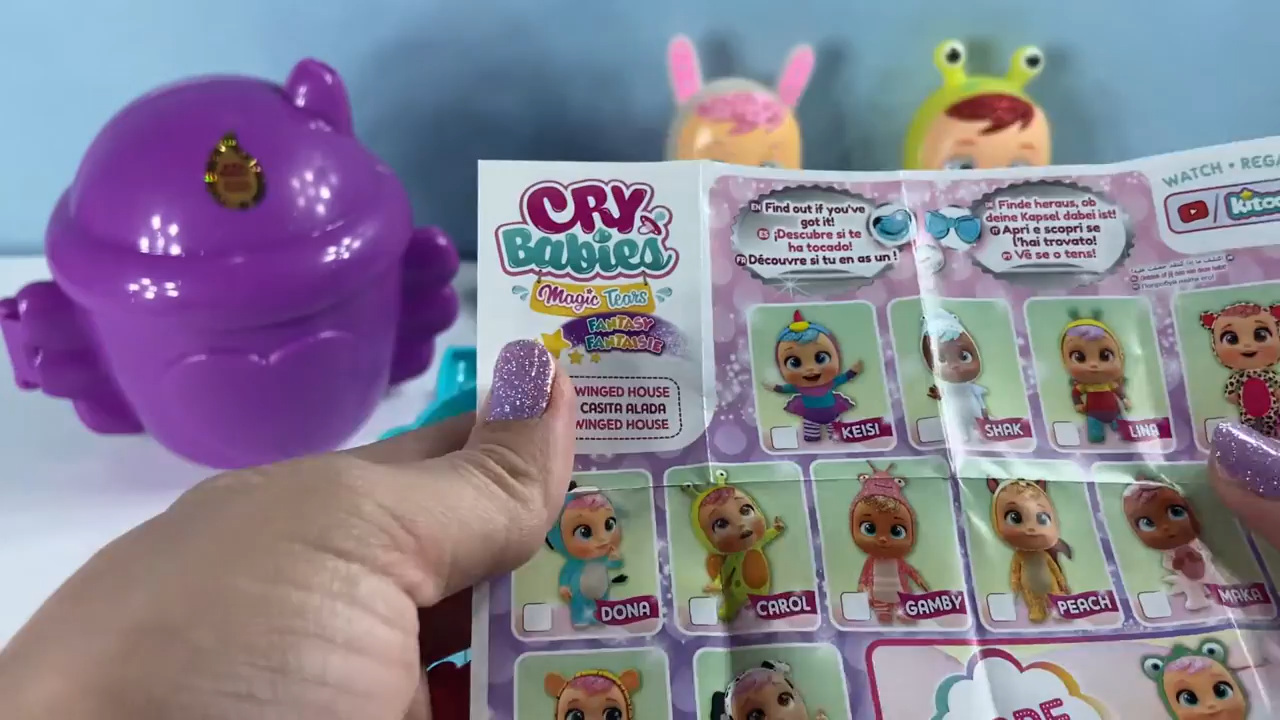 CRY
Babies
Magic Tears
FANTASY
FANTAISIE
WINGED HOUSE
CASITA ALADA
WINGED HOUSE
EN Find out if you've
got it!
ES ¡Descubre si te
ha tocado!
FR Découvre si tu en as un !
Finde heraus, ob
deine Kapsel dabei ist!
IT Apri e scopri se
l'hai trovato!
PT Vê se o tens!
WATCH • REGA
/ kitoo
KEISI
SHAK
LINA
DONA
CAROL
GAMBY
PEACH
MAKA